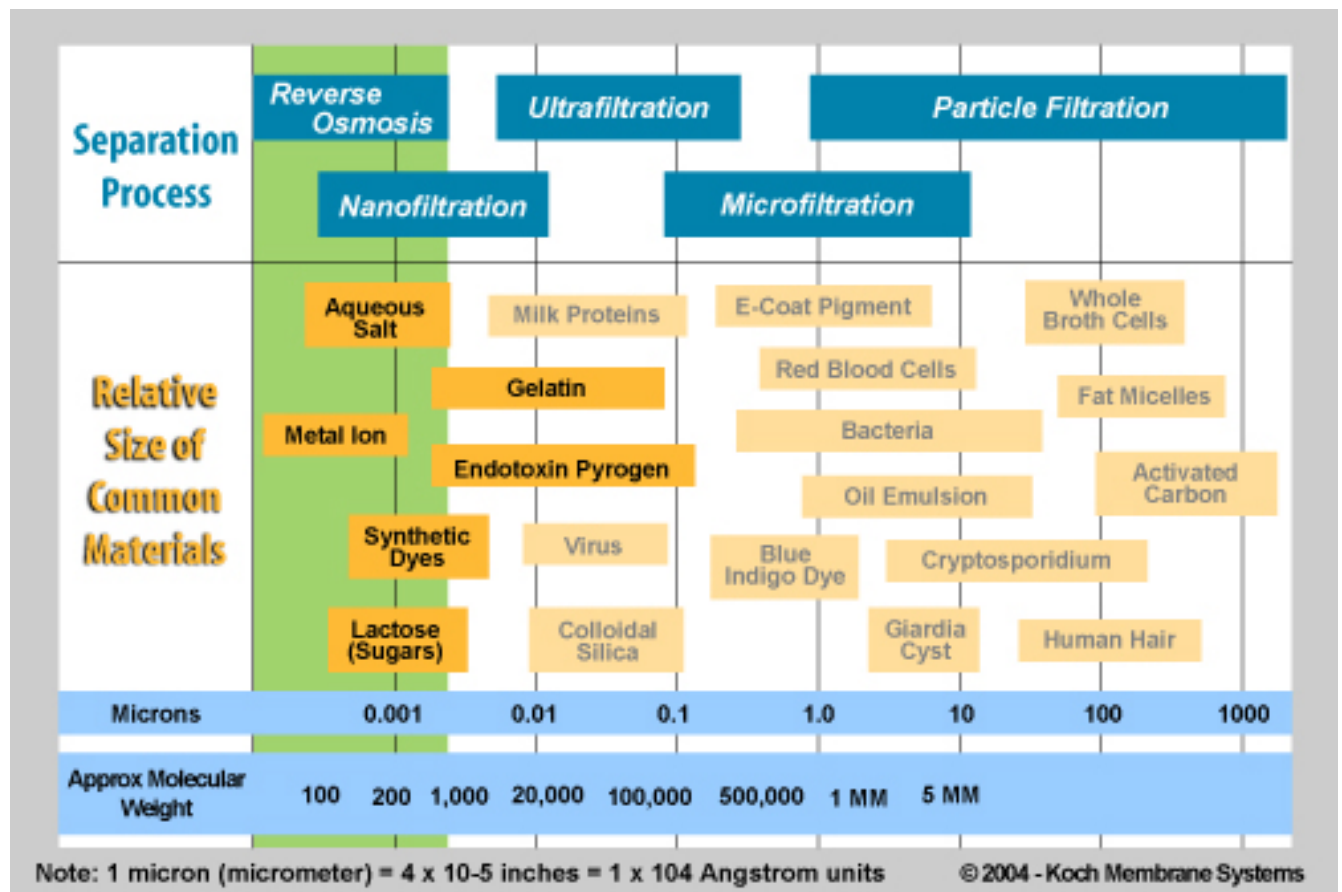 Separation
Process
Reverse
Osmosis
Ultrafiltration
Particle Filtration
Nanofiltration
Microfiltration
Relative
Size of
Common
Materials
Aqueous
Salt
Milk Proteins
E-Coat Pigment
Whole
Broth Cells
Red Blood Cells
Gelatin
Fat Micelles
Metal Ion
Bacteria
Endotoxin Pyrogen
Activated
Carbon
Oil Emulsion
Synthetic
Dyes
Virus
Blue
Indigo Dye
Cryptosporidium
Lactose
(Sugars)
Colloidal
Silica
Giardia
Cyst
Human Hair
Microns 0.001 0.01 0.1 1.0 10 100 1000
Approx Molecular
Weight
100 200 1,000 20,000 100,000 500,000 1 MM 5 MM
Note: 1 micron (micrometer) = 4 x 10-5 inches = 1 x 104 Angstrom units © 2004 - Koch Membrane Systems